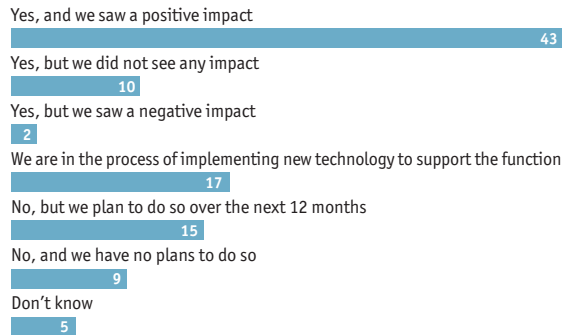 Yes, and we saw a positive impact
43
Yes, but we did not see any impact
10
Yes, but we saw a negative impact
2
We are in the process of implementing new technology to support the function
17
No, but we plan to do so over the next 12 months
15
No, and we have no plans to do so
9
Don’t know
5